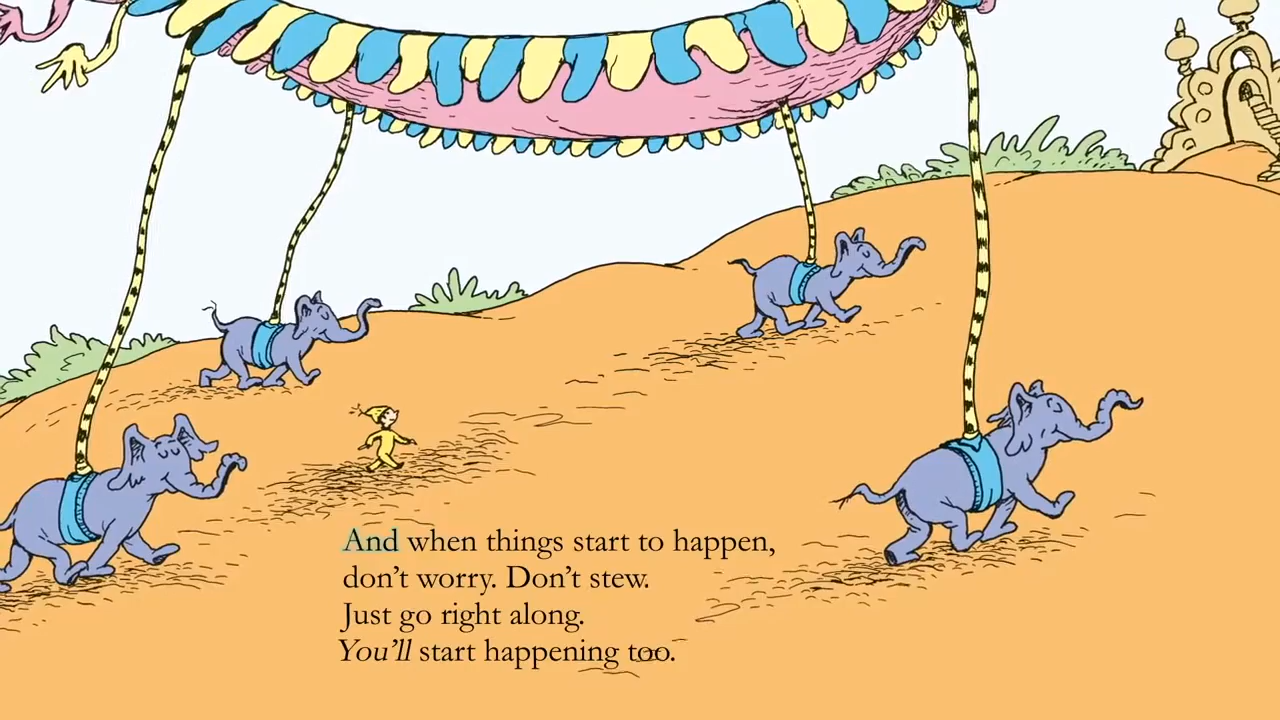 And when things start to happen,
don't worry. Don't stew.
Just go right along.
You'll start happening too.